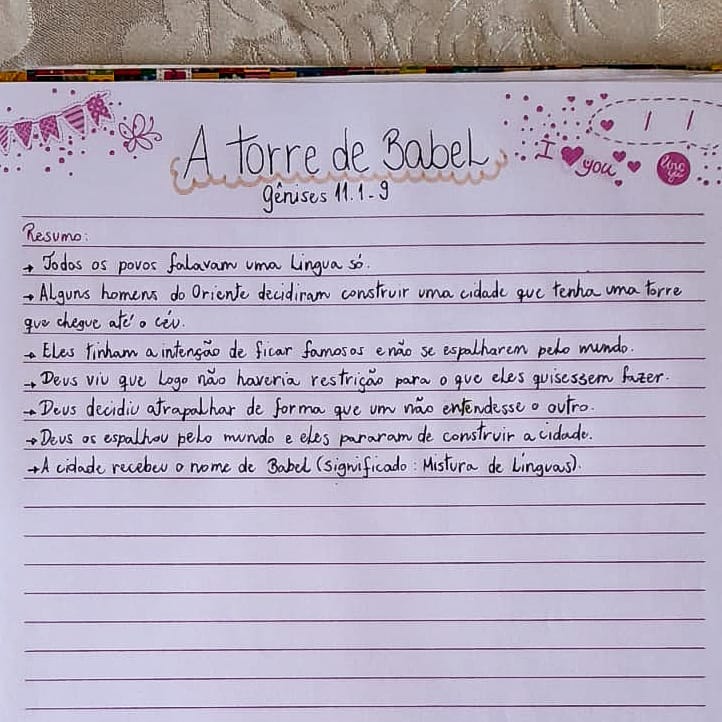 A Torre de Babel
Gênises 11.1-9
I you
Resumo:
→ Todos os povos falavam uma Língua só.
→ Alguns homens do Oriente decidiram construir uma cidade que tenha uma torre
que chegue até o céu.
→ Eles tinham a intenção de ficar famosos e não se espalharem pelo mundo.
→ Deus viu que Logo não haveria restrição para o que eles quisessem fazer.
→ Deus decidiu atrapalhar de forma que um não entendesse o outro.
→ Deus os espalhou pelo mundo e eles pararam de construir a cidade.
→ A cidade recebeu o nome de Babel (significado: Mistura de Línguas).